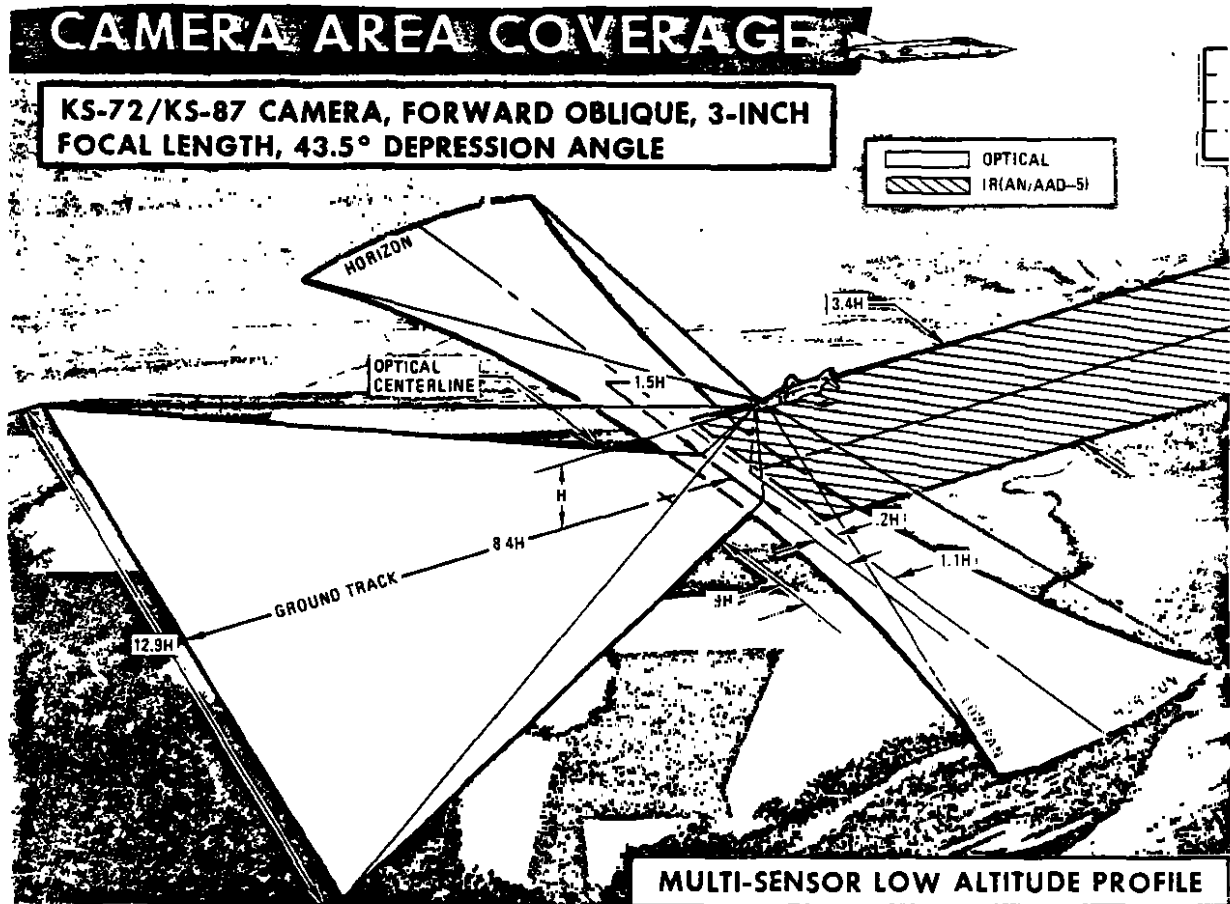 CAMERA AREA COVERAGE
KS-72/KS-87 CAMERA, FORWARD OBLIQUE, 3-INCH
FOCAL LENGTH, 43.5° DEPRESSION ANGLE
OPTICAL
IR(AN/AAD-5)
HORIZON
3.4H
OPTICAL
CENTERLINE
1.5H
H
.2H
8.4H
1.1H
.9H
GROUND TRACK
12.9H
HORIZON
MULTI-SENSOR LOW ALTITUDE PROFILE